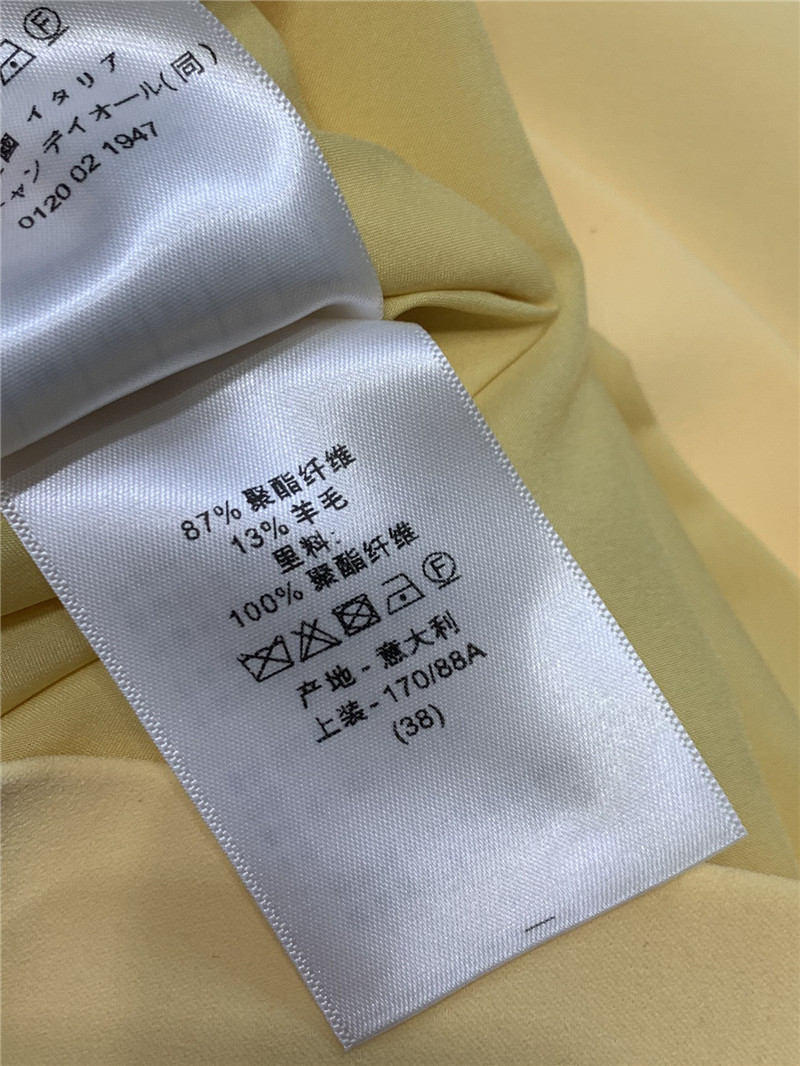 國 イタリア
ャンデイオール(同)
0120 02 1947
87% 聚酯纤维
13% 羊毛
里料:
100% 聚酯纤维
F
产地 - 意大利
上装 - 170/88A
(38)